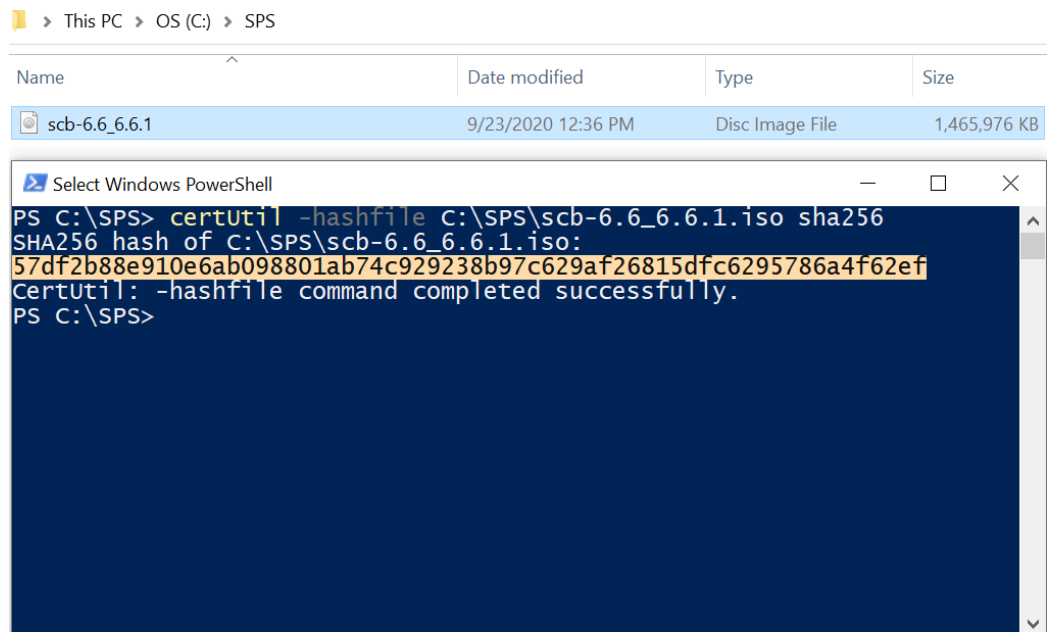 This PC > OS (C:) > SPS
Name Date modified Type Size
scb-6.6_6.6.1 9/23/2020 12:36 PM Disc Image File 1,465,976 KB
Select Windows PowerShell
PS C:\SPS> certUtil -hashfile C:\SPS\scb-6.6_6.6.1.iso sha256
SHA256 hash of C:\SPS\scb-6.6_6.6.1.iso:
57df2b88e910e6ab098801ab74c929238b97c629af26815dfc6295786a4f62ef
CertUtil: -hashfile command completed successfully.
PS C:\SPS>